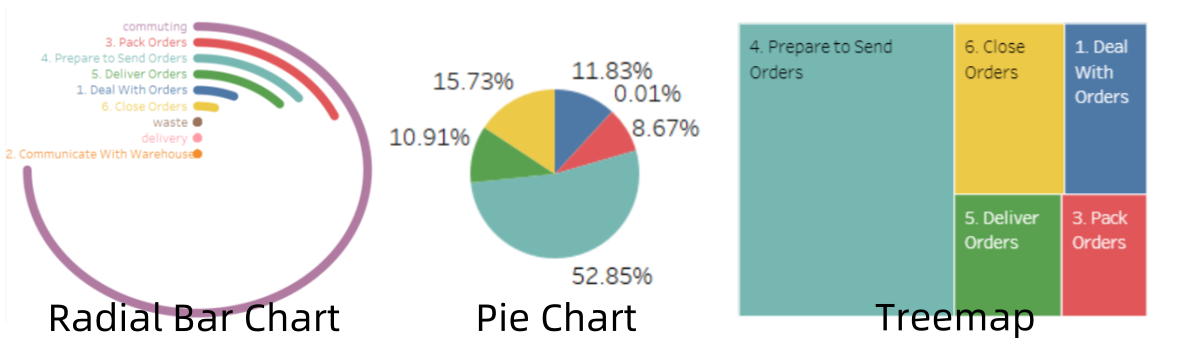 commuting
3. Pack Orders
4. Prepare to Send Orders
5. Deliver Orders
1. Deal With Orders
6. Close Orders
waste
delivery
2. Communicate With Warehouse
Radial Bar Chart
15.73%
11.83%
0.01%
8.67%
10.91%
52.85%
Pie Chart
4. Prepare to Send
Orders
6. Close
Orders
1. Deal
With
Orders
5. Deliver
Orders
3. Pack
Orders
Treemap